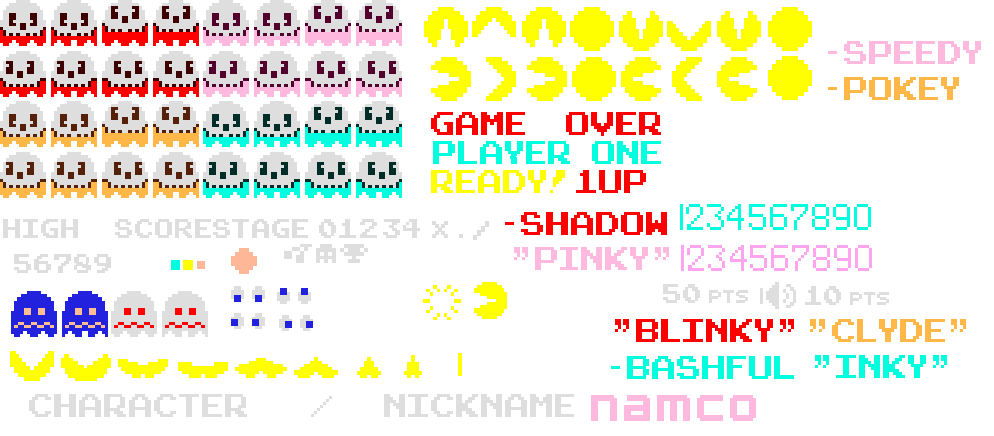 -SPEEDY
-POKEY
GAME OVER
PLAYER ONE
READY! 1UP
HIGH SCORESTAGE 01234 X . /
-SHADOW 1234567890
56789
"PINKY" 1234567890
50 PTS 10 PTS
"BLINKY" "CLYDE"
-BASHFUL "INKY"
CHARACTER / NICKNAME namco